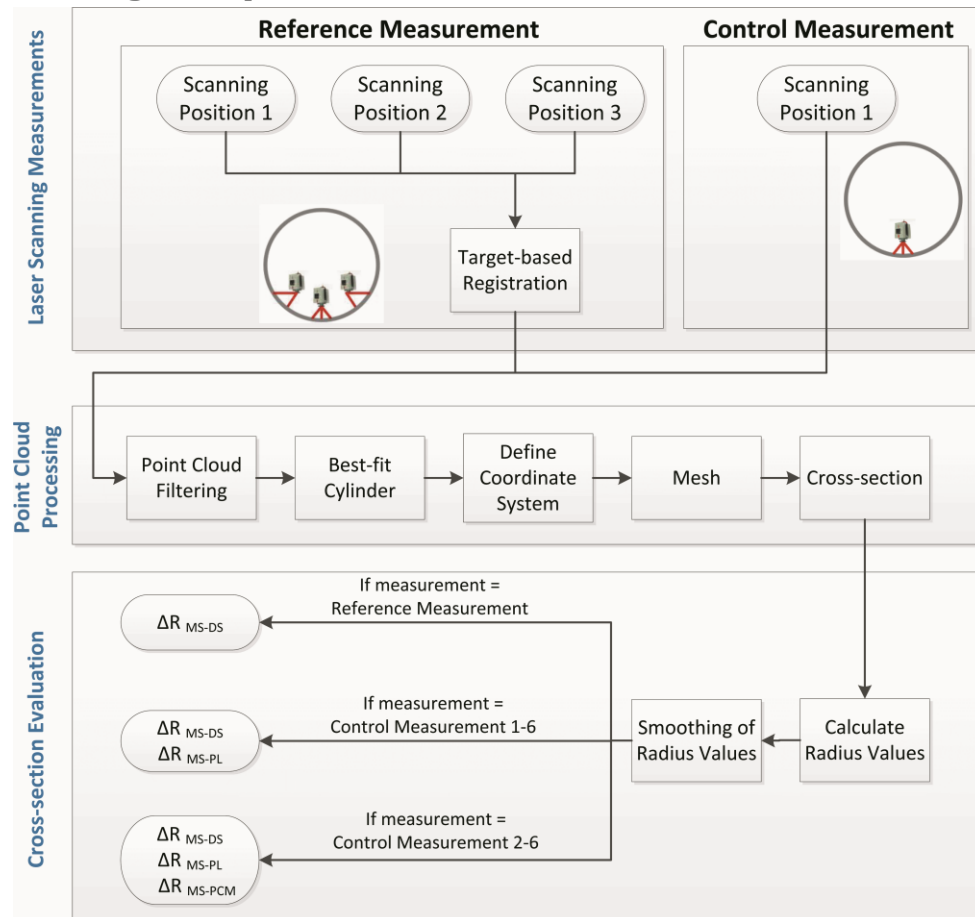 Laser Scanning Measurements
Reference Measurement
Control Measurement
Scanning
Position 1
Scanning
Position 2
Scanning
Position 3
Scanning
Position 1
Target-based
Registration
Point Cloud
Processing
Point Cloud
Filtering
Best-fit
Cylinder
Define
Coordinate
System
Mesh
Cross-section
Cross-section Evaluation
If measurement =
Reference Measurement
ΔR MS-DS
If measurement =
Control Measurement 1-6
ΔR MS-DS
ΔR MS-PL
Smoothing of
Radius Values
Calculate
Radius Values
If measurement =
Control Measurement 2-6
ΔR MS-DS
ΔR MS-PL
ΔR MS-PCM